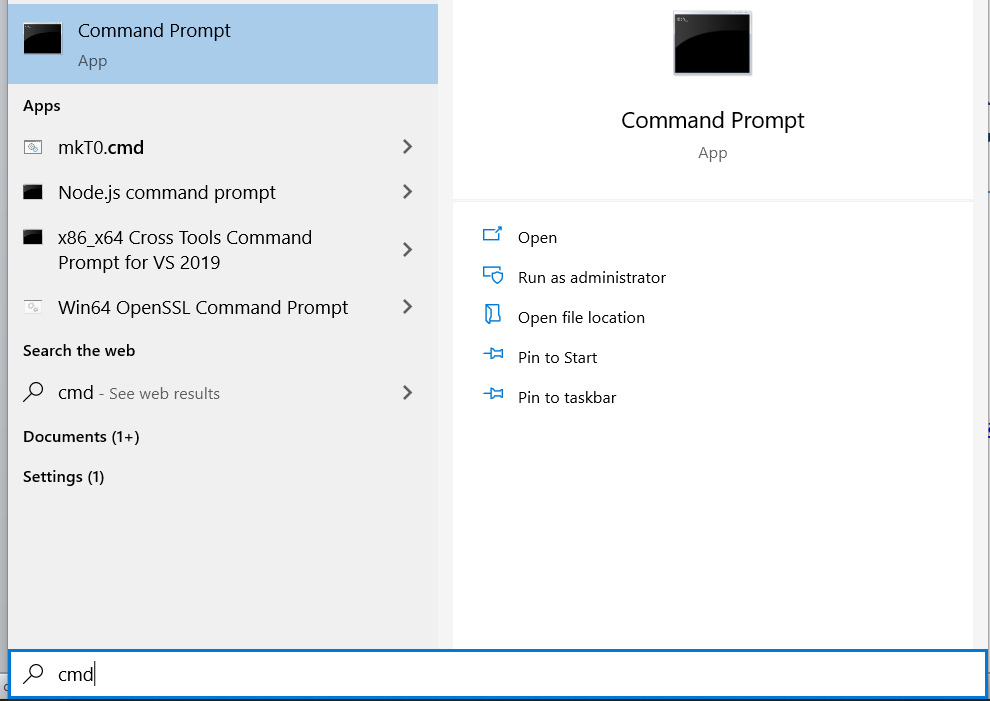 Command Prompt
App
Apps
mkT0.cmd
Node.js command prompt
x86_x64 Cross Tools Command
Prompt for VS 2019
Win64 OpenSSL Command Prompt
Search the web
cmd - See web results
Documents (1+)
Settings (1)
Command Prompt
App
Open
Run as administrator
Open file location
Pin to Start
Pin to taskbar
cmd